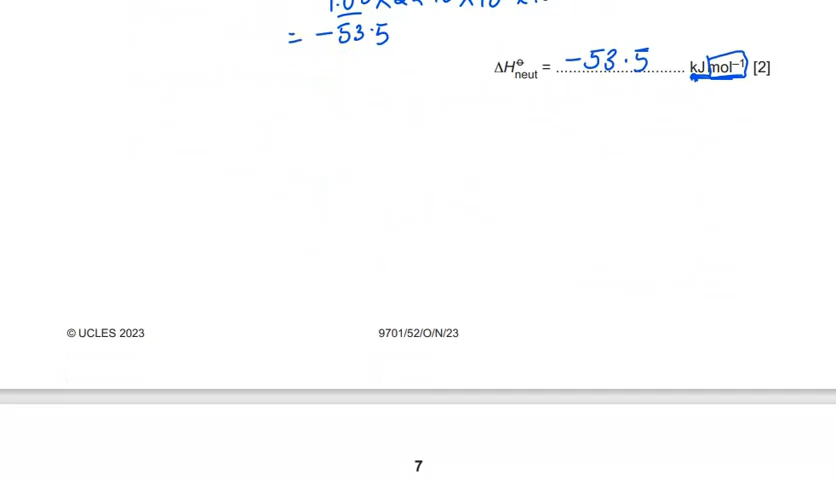 = -53.5
ΔH⦵neut = -53.5 kJ mol⁻¹ [2]
© UCLES 2023 9701/52/O/N/23
7